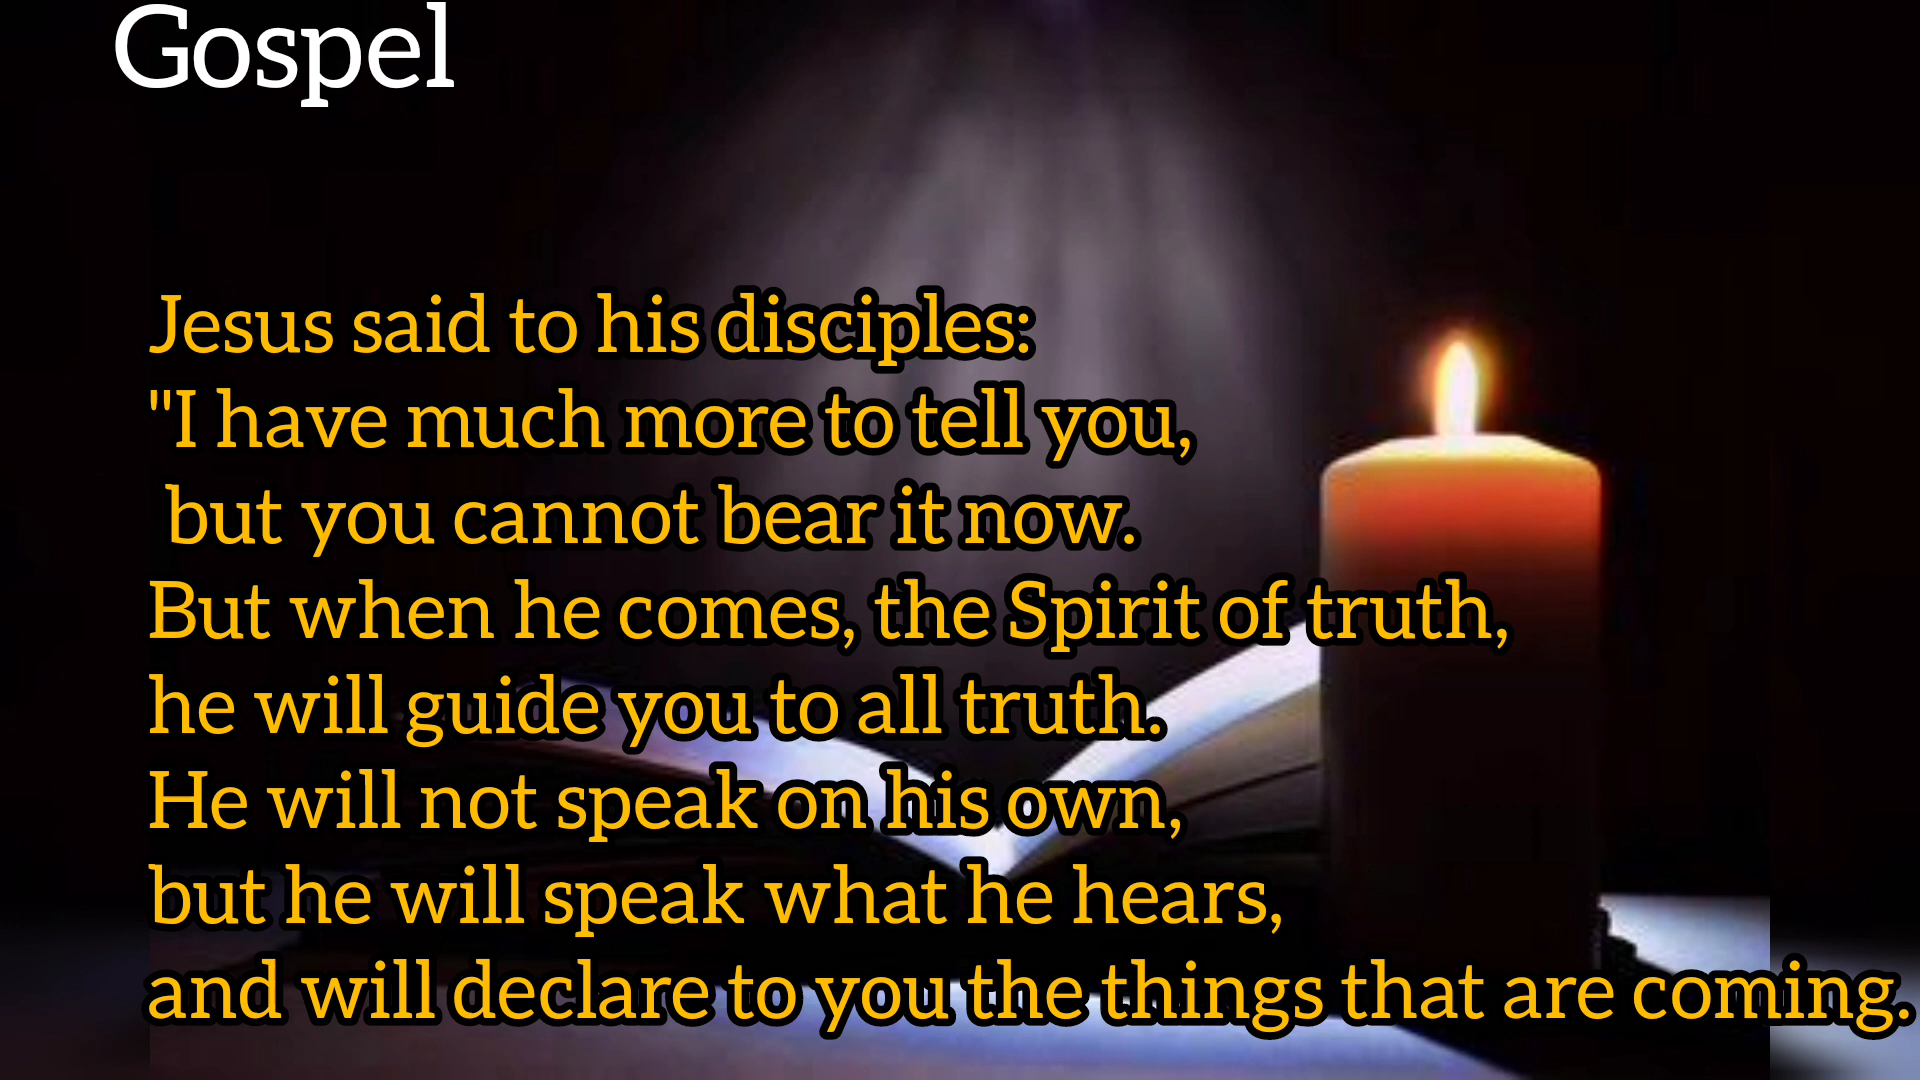 Gospel
Jesus said to his disciples:
"I have much more to tell you,
but you cannot bear it now.
But when he comes, the Spirit of truth,
he will guide you to all truth.
He will not speak on his own,
but he will speak what he hears,
and will declare to you the things that are coming.